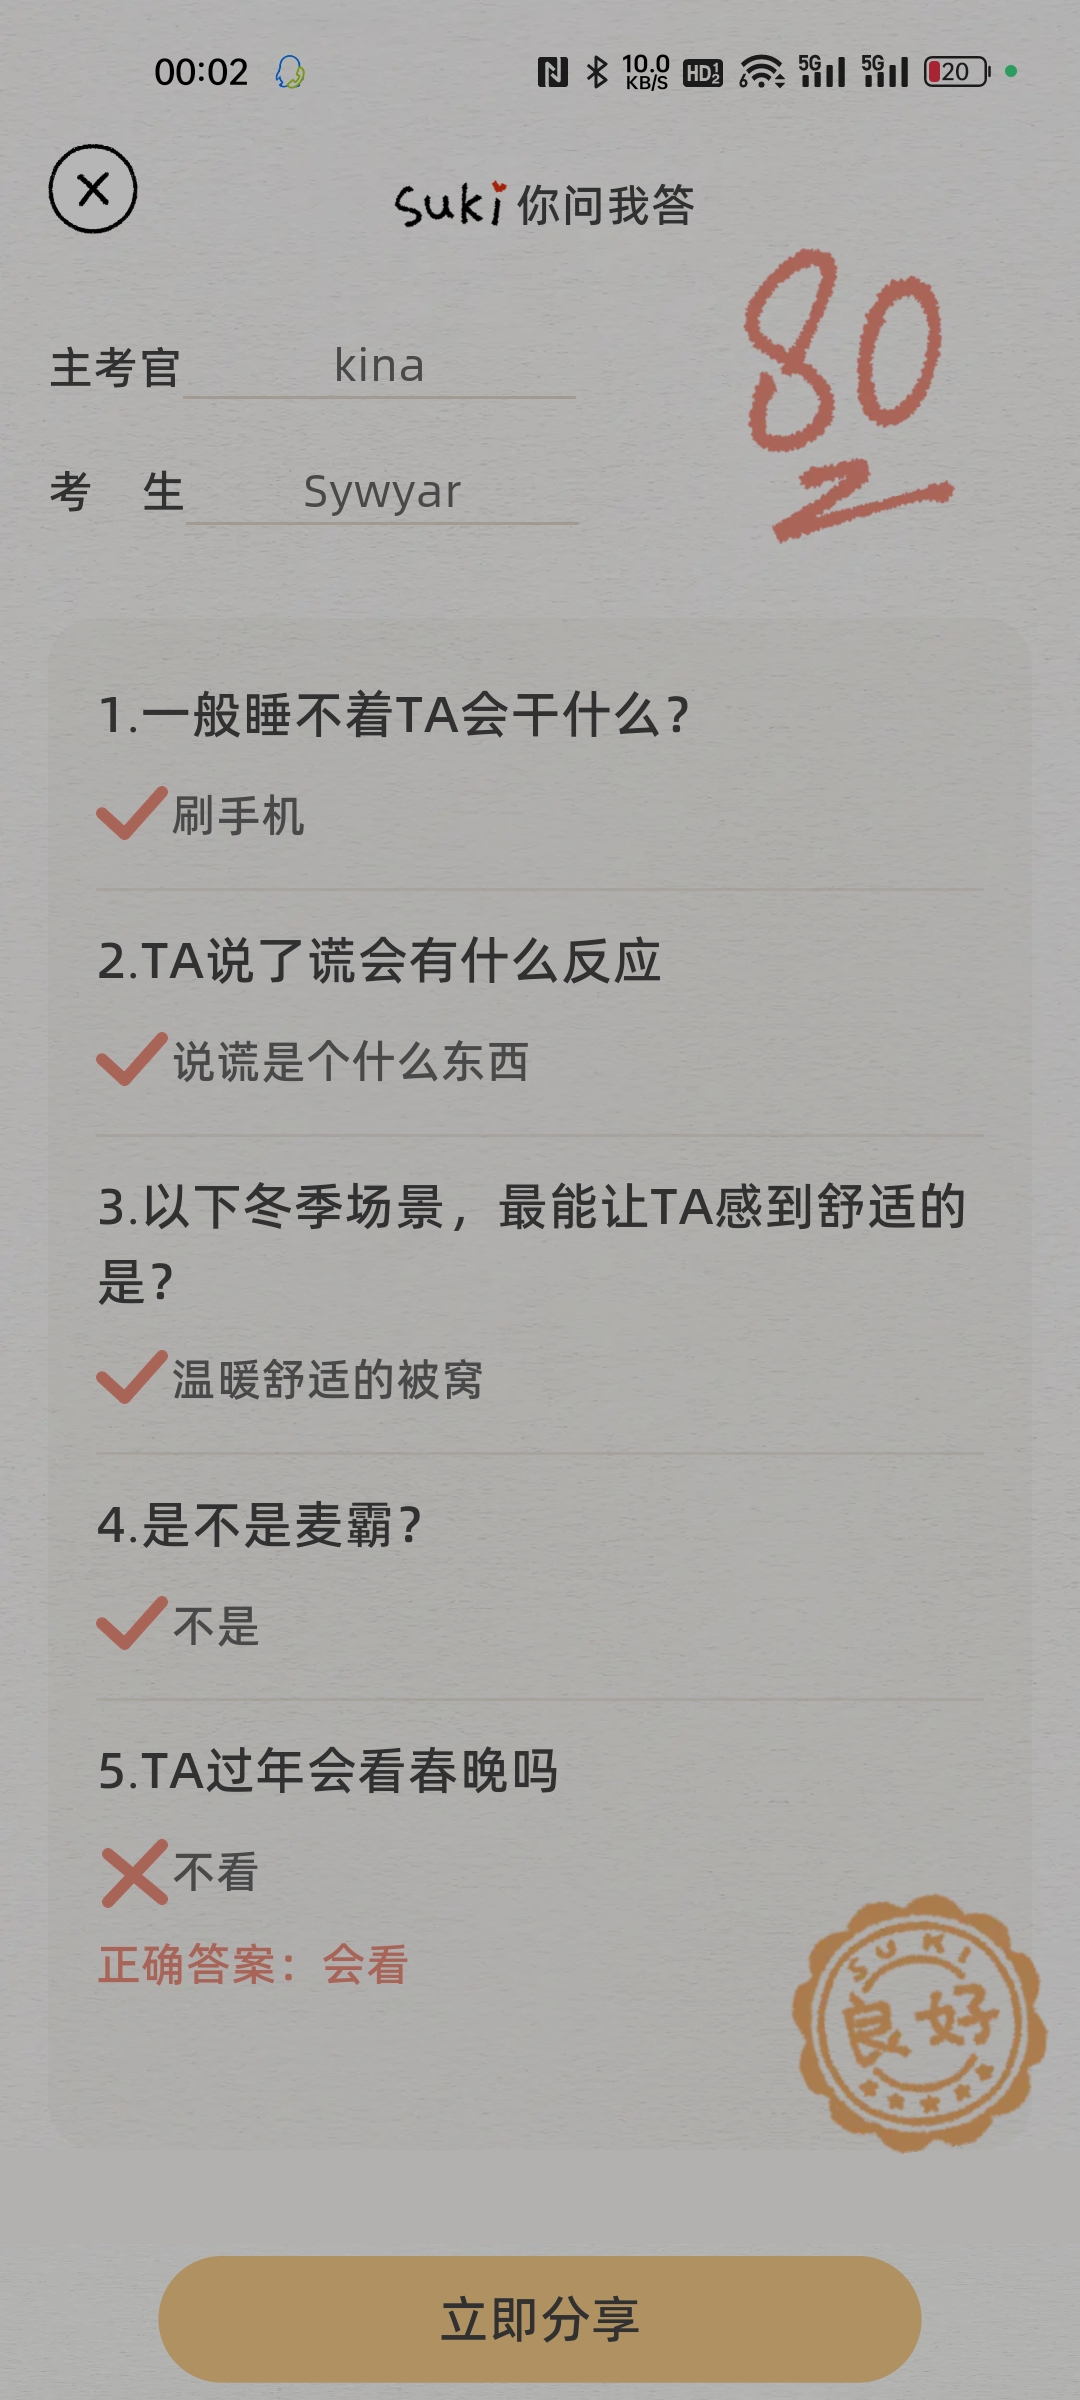 00:02 10.0 KB/S HD 1 2 6 5G 5G 20
suki 你问我答
80
主考官 kina
考 生 Sywyar
1.一般睡不着TA会干什么?
刷手机
2.TA说了谎会有什么反应
说谎是个什么东西
3.以下冬季场景，最能让TA感到舒适的
是?
温暖舒适的被窝
4.是不是麦霸?
不是
5.TA过年会看春晚吗
不看
正确答案：会看
SUKI
良好
立即分享